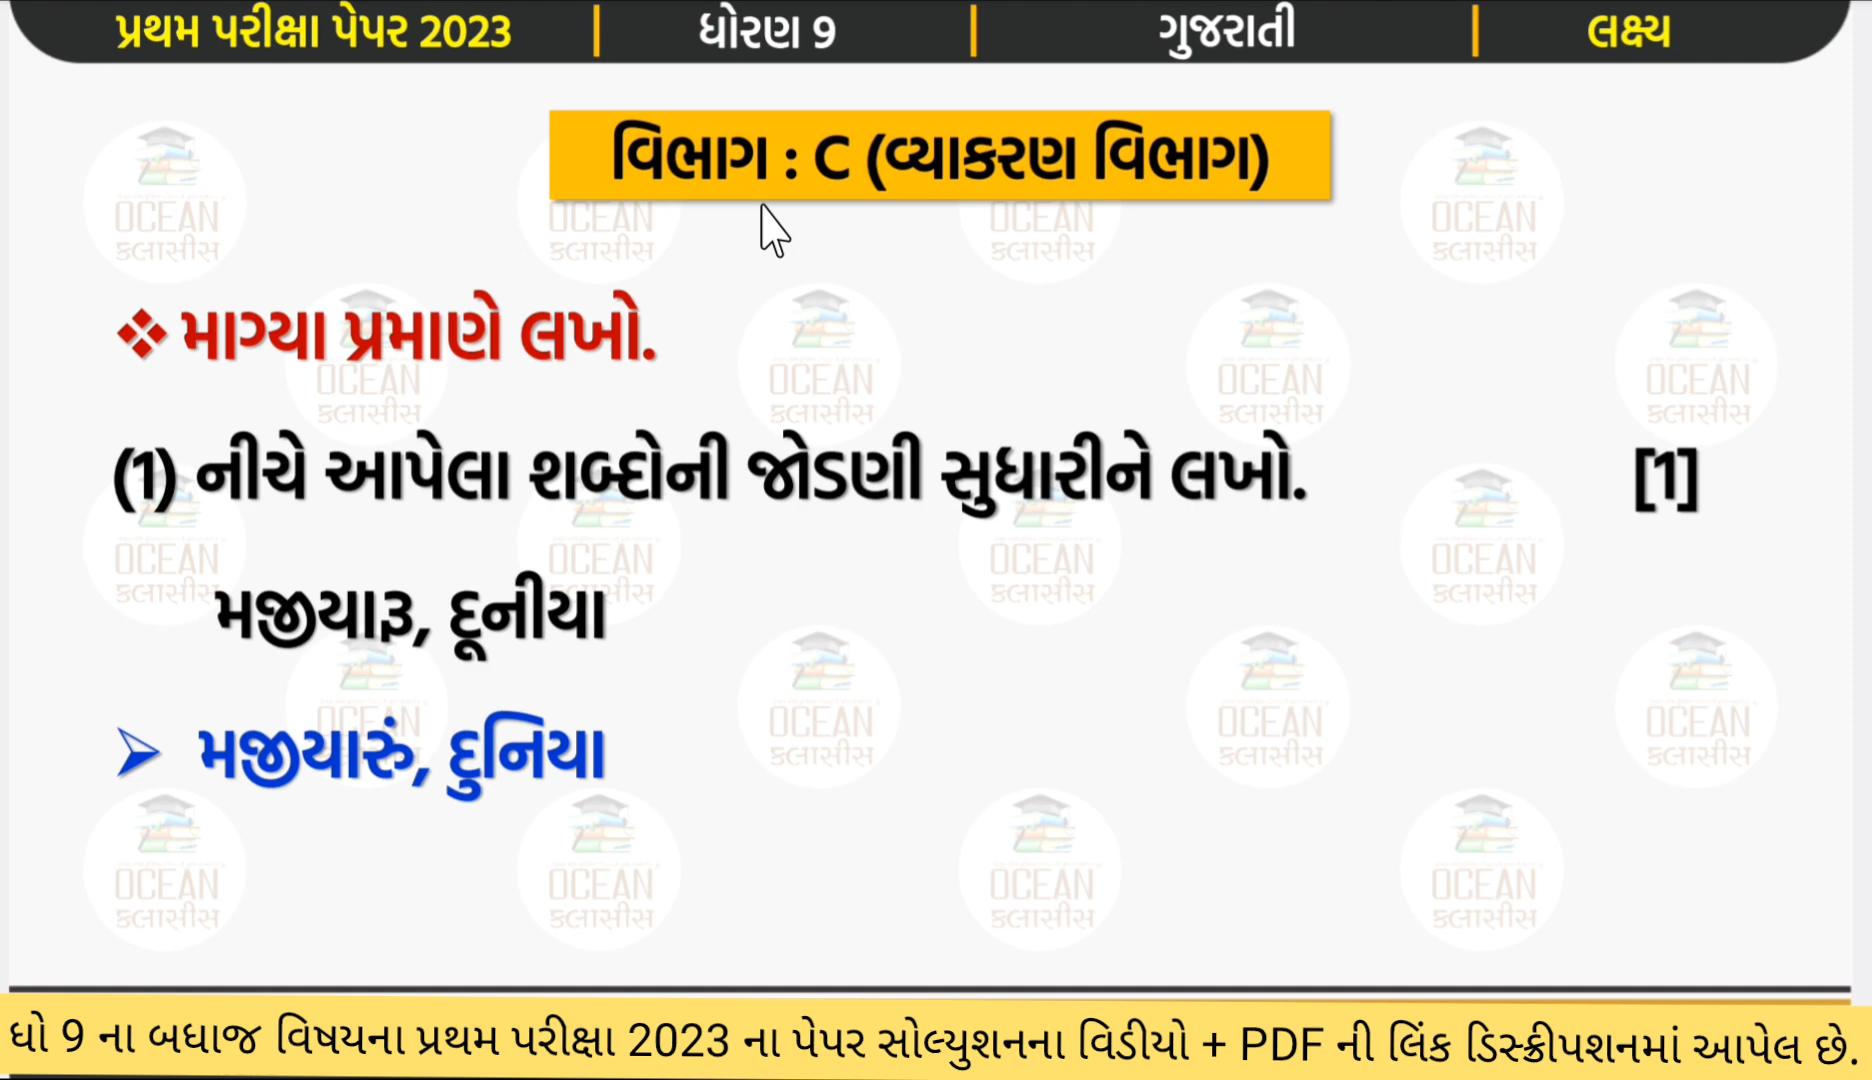 પ્રથમ પરીક્ષા પેપર 2023 | ધોરણ 9 | ગુજરાતી | લક્ષ્ય
વિભાગ : C (વ્યાકરણ વિભાગ)
❖ માગ્યા પ્રમાણે લખો.
(1) નીચે આપેલા શબ્દોની જોડણી સુધારીને લખો. [1]
મજીયારૂ, દૂનીયા
➢ મજીયારું, દુનિયા
OCEAN
ક્લાસીસ
ધો 9 ના બધાજ વિષયના પ્રથમ પરીક્ષા 2023 ના પેપર સોલ્યુશનના વિડીયો + PDF ની લિંક ડિસ્ક્રીપશનમાં આપેલ છે.